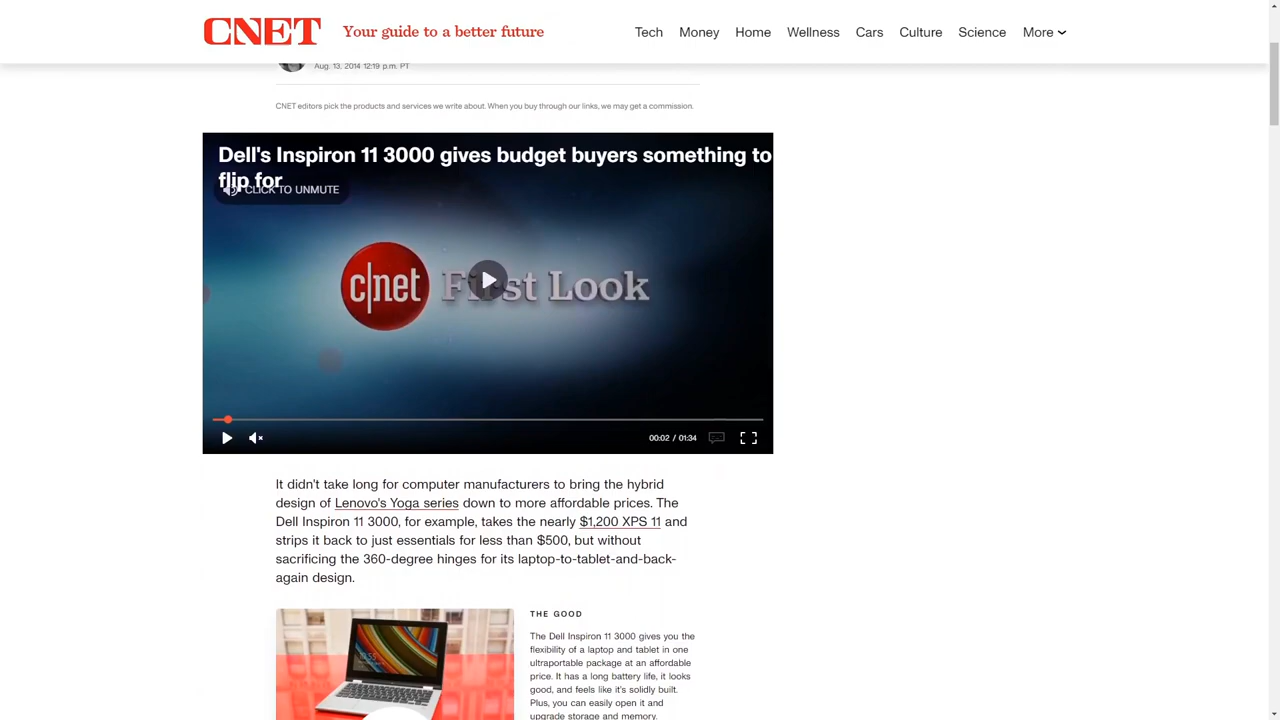 CNET
Your guide to a better future
Tech
Money
Home
Wellness
Cars
Culture
Science
More
Aug. 13, 2014 12:19 p.m. PT
CNET editors pick the products and services we write about. When you buy through our links, we may get a commission.
Dell's Inspiron 11 3000 gives budget buyers something to
flip for
CLICK TO UNMUTE
c|net First Look
00:02 / 01:34
It didn't take long for computer manufacturers to bring the hybrid
design of Lenovo's Yoga series down to more affordable prices. The
Dell Inspiron 11 3000, for example, takes the nearly $1,200 XPS 11 and
strips it back to just essentials for less than $500, but without
sacrificing the 360-degree hinges for its laptop-to-tablet-and-back-
again design.
THE GOOD
The Dell Inspiron 11 3000 gives you the
flexibility of a laptop and tablet in one
ultraportable package at an affordable
price. It has a long battery life, it looks
good, and feels like it's solidly built.
Plus, you can easily open it and
upgrade storage and memory.